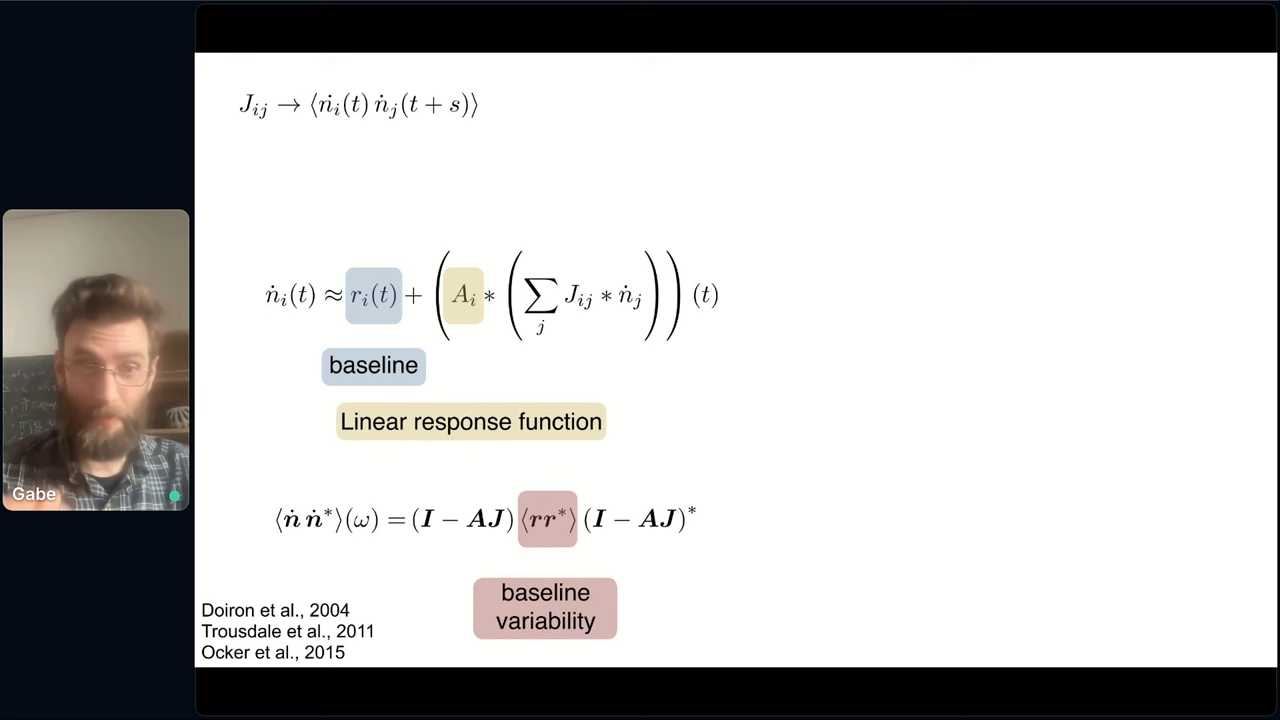 J_{ij} → ⟨ṅ_i(t) ṅ_j(t + s)⟩
ṅ_i(t) ≈ r_i(t) + ( A_i ∗ ( ∑_j J_{ij} ∗ ṅ_j ) ) (t)
baseline
Linear response function
Gabe
⟨ṅ ṅ*⟩(ω) = (I − AJ) ⟨rr*⟩ (I − AJ)*
baseline
variability
Doiron et al., 2004
Trousdale et al., 2011
Ocker et al., 2015